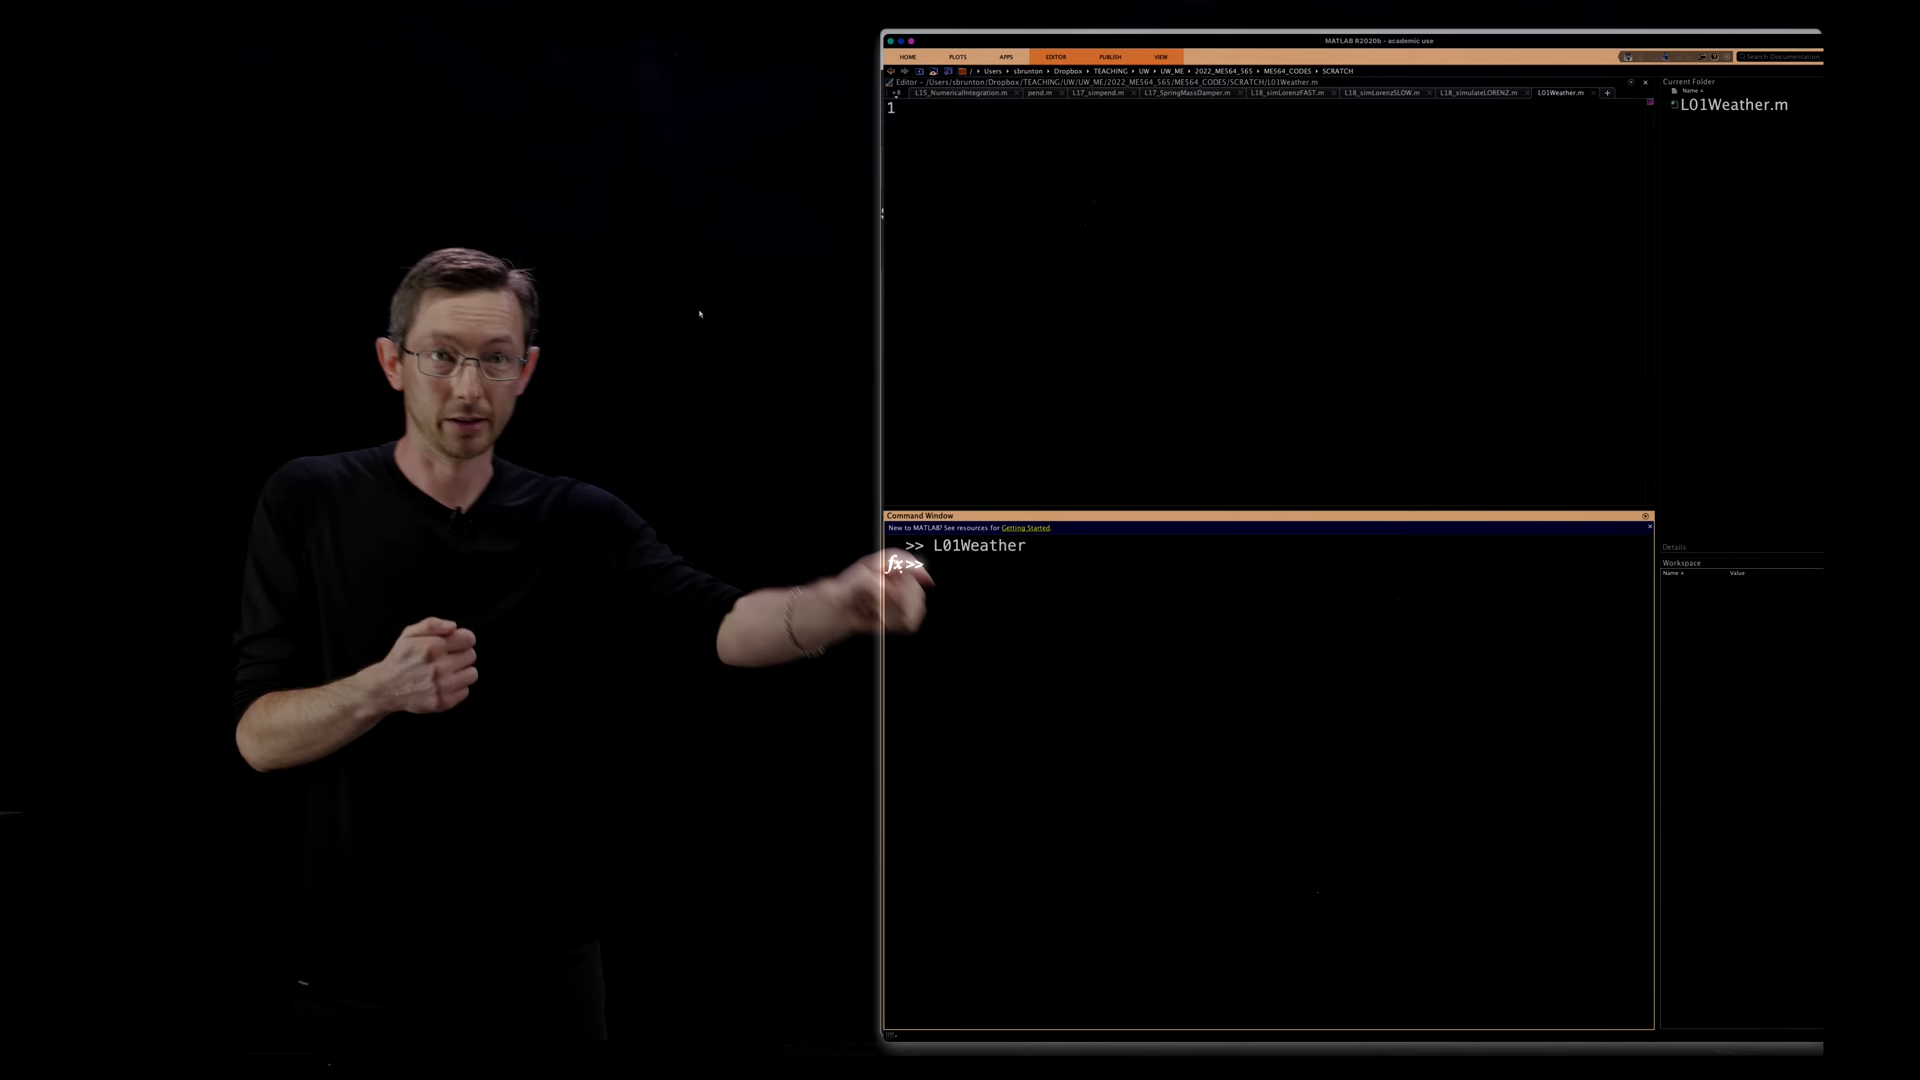 MATLAB R2020b - academic use
HOME PLOTS APPS EDITOR PUBLISH VIEW
Search Documentation
/ Users sbrunton Dropbox TEACHING UW UW_ME 2022_ME564_565 ME564_CODES SCRATCH
Editor - /Users/sbrunton/Dropbox/TEACHING/UW/UW_ME/2022_ME564_565/ME564_CODES/SCRATCH/L01Weather.m
Current Folder
L15_NumericalIntegration.m pend.m L17_simpend.m L17_SpringMassDamper.m L18_simLorenzFAST.m L18_simLorenzSLOW.m L18_simulateLORENZ.m L01Weather.m +
Name
1
L01Weather.m
Command Window
New to MATLAB? See resources for Getting Started.
>> L01Weather
fx >>
Details
Workspace
Name Value